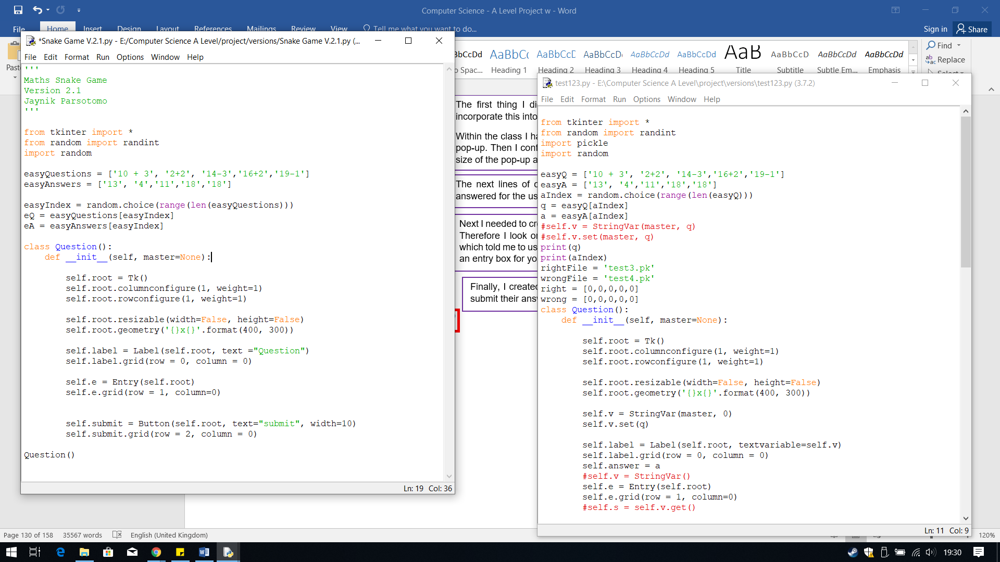 Computer Science - A Level Project w - Word
File Home Insert Design Layout References Mailings Review View Tell me what you want to do... Sign in Share
*Snake Game V.2.1.py - E:/Computer Science A Level/project/versions/Snake Game V.2.1.py (...
File Edit Format Run Options Window Help
'''
Maths Snake Game
Version 2.1
Jaynik Parsotomo
'''
from tkinter import *
from random import randint
import random
easyQuestions = ['10 + 3', '2+2', '14-3','16+2','19-1']
easyAnswers = ['13', '4','11','18','18']
easyIndex = random.choice(range(len(easyQuestions)))
eQ = easyQuestions[easyIndex]
eA = easyAnswers[easyIndex]
class Question():
    def __init__(self, master=None):
        self.root = Tk()
        self.root.columnconfigure(1, weight=1)
        self.root.rowconfigure(1, weight=1)
        self.root.resizable(width=False, height=False)
        self.root.geometry('{}x{}'.format(400, 300))
        self.label = Label(self.root, text ="Question")
        self.label.grid(row = 0, column = 0)
        self.e = Entry(self.root)
        self.e.grid(row = 1, column=0)
        self.submit = Button(self.root, text="submit", width=10)
        self.submit.grid(row = 2, column = 0)
Question()
Ln: 19 Col: 36
Past
bCcDd AaBbC AaBbCcD AaBbCcD AaBbCcDd AaBbCcDd AaB AaBbCcD AaBbCcDd AaBbCcDd
o Spac... Heading 1 Heading 2 Heading 3 Heading 4 Heading 5 Title Subtitle Subtle Em... Emphasis
Find
Replace
Select
The first thing I di
incorporate this into
Within the class I ha
pop-up. Then I conf
size of the pop-up a
The next lines of c
answered for the us
Next I needed to cr
Therefore I look or
which told me to us
an entry box for yo
Finally, I created
submit their ans
test123.py - E:\Computer Science A Level\project\versions\test123.py (3.7.2)
File Edit Format Run Options Window Help
from tkinter import *
from random import randint
import pickle
import random
easyQ = ['10 + 3', '2+2', '14-3','16+2','19-1']
easyA = ['13', '4','11','18','18']
aIndex = random.choice(range(len(easyQ)))
q = easyQ[aIndex]
a = easyA[aIndex]
#self.v = StringVar(master, q)
#self.v.set(master, q)
print(q)
print(aIndex)
rightFile = 'test3.pk'
wrongFile = 'test4.pk'
right = [0,0,0,0,0]
wrong = [0,0,0,0,0]
class Question():
    def __init__(self, master=None):
        self.root = Tk()
        self.root.columnconfigure(1, weight=1)
        self.root.rowconfigure(1, weight=1)
        self.root.resizable(width=False, height=False)
        self.root.geometry('{}x{}'.format(400, 300))
        self.v = StringVar(master, 0)
        self.v.set(q)
        self.label = Label(self.root, textvariable=self.v)
        self.label.grid(row = 0, column = 0)
        self.answer = a
        #self.v = StringVar()
        self.e = Entry(self.root)
        self.e.grid(row = 1, column=0)
        #self.s = self.v.get()
Ln: 11 Col: 9
Page 130 of 158 35567 words English (United Kingdom) 120%
19:30